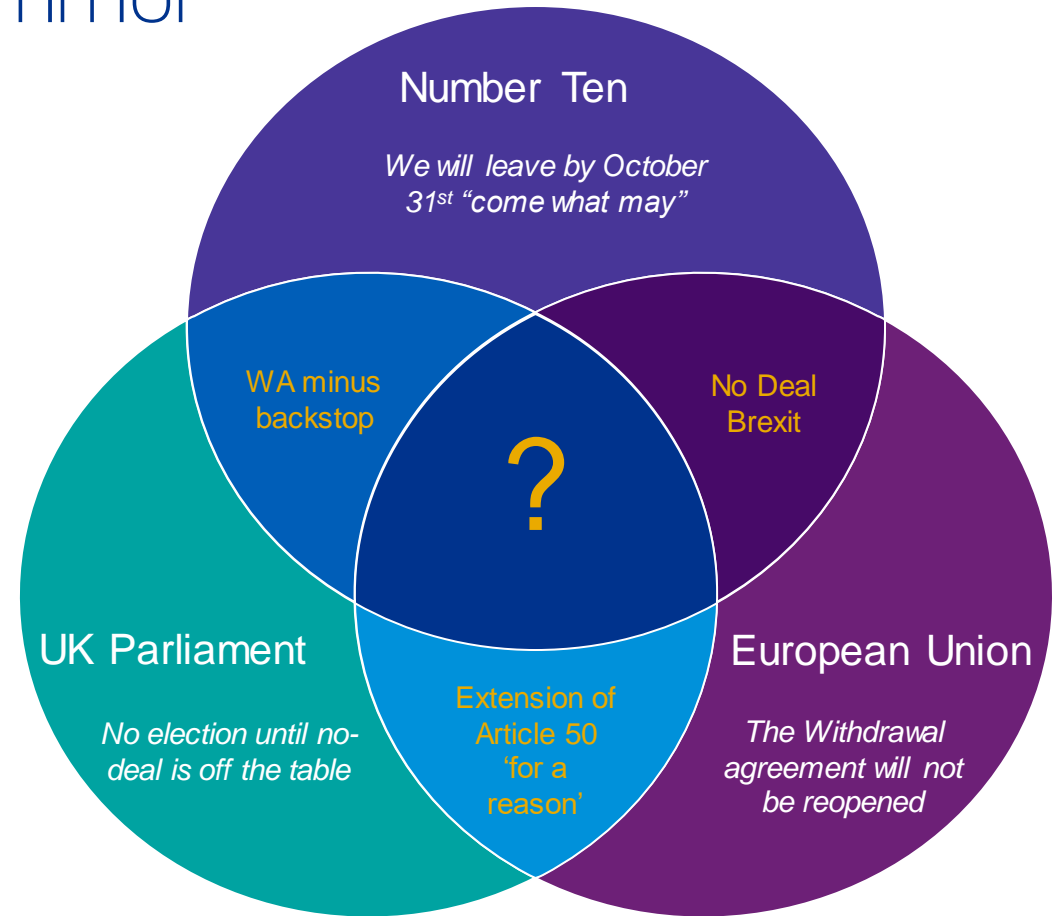 Number Ten
We will leave by October
31st “come what may”
WA minus
backstop
No Deal
Brexit
?
UK Parliament
No election until no-
deal is off the table
European Union
The Withdrawal
agreement will not
be reopened
Extension of
Article 50
‘for a
reason’